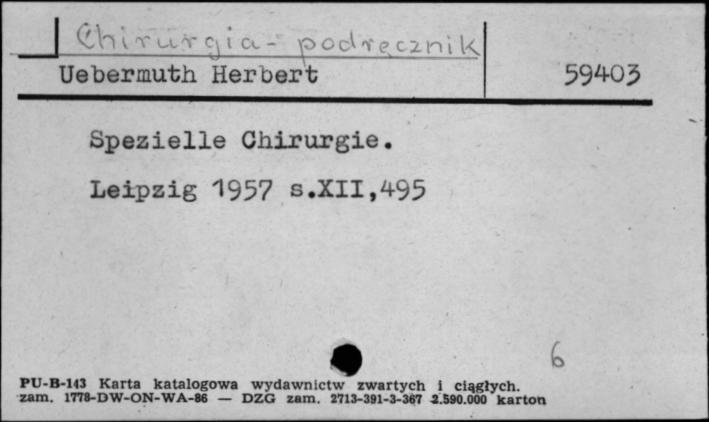 Chirurgia - podręcznik
Uebermuth Herbert 59403
Spezielle Chirurgie.
Leipzig 1957 s.XII,495
6
PU-B-143 Karta katalogowa wydawnictw zwartych i ciągłych.
zam. 1778-DW-ON-WA-86 — DZG zam. 2713-391-3-367 2.590.000 karton